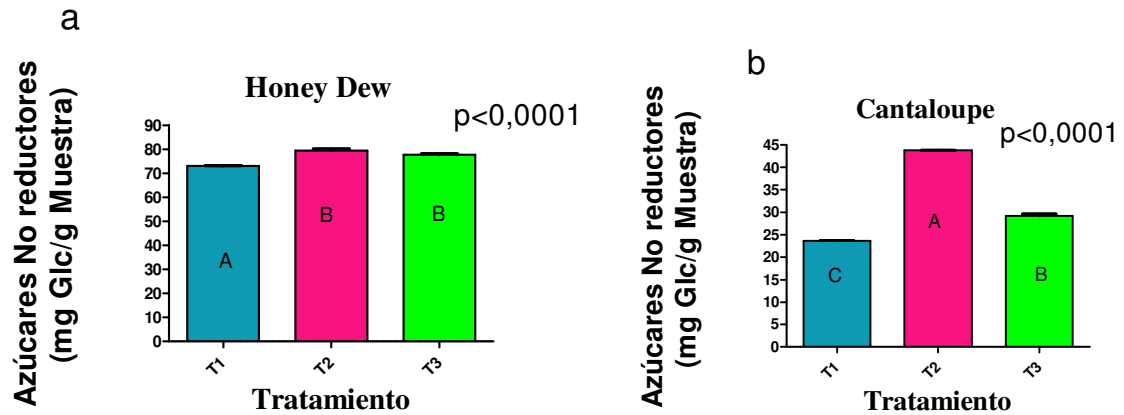 a
Azúcares No reductores
(mg Glc/g Muestra)
Honey Dew
p<0,0001
90
80
70
60
50
40
30
20
10
0
A
B
B
T1
T2
T3
Tratamiento
b
Azúcares No reductores
(mg Glc/g Muestra)
Cantaloupe
p<0,0001
45
40
35
30
25
20
15
10
5
0
C
A
B
T1
T2
T3
Tratamiento